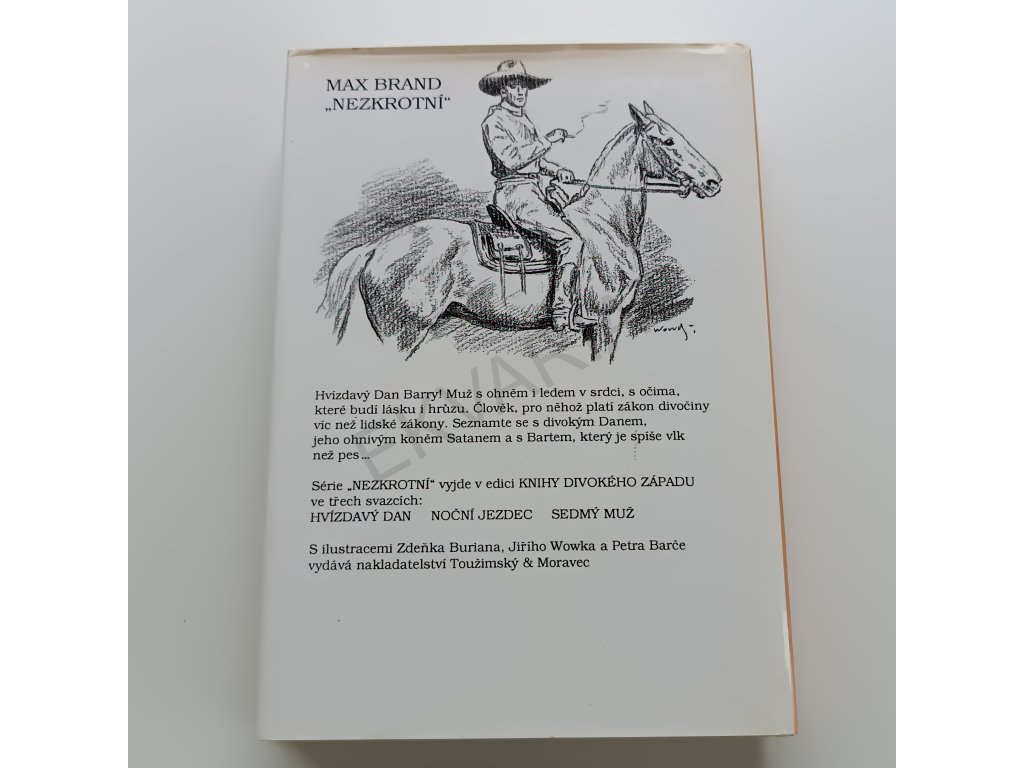 MAX BRAND
„NEZKROTNÍ“
Wowk
Hvízdavý Dan Barry! Muž s ohněm i ledem v srdci, s očima,
které budí lásku i hrůzu. Člověk, pro něhož platí zákon divočiny
víc než lidské zákony. Seznamte se s divokým Danem,
jeho ohnivým koněm Satanem a s Bartem, který je spíše vlk
než pes...
Série „NEZKROTNÍ“ vyjde v edici KNIHY DIVOKÉHO ZÁPADU
ve třech svazcích:
HVÍZDAVÝ DAN NOČNÍ JEZDEC SEDMÝ MUŽ
S ilustracemi Zdeňka Buriana, Jiřího Wowka a Petra Barče
vydává nakladatelství Toužimský & Moravec